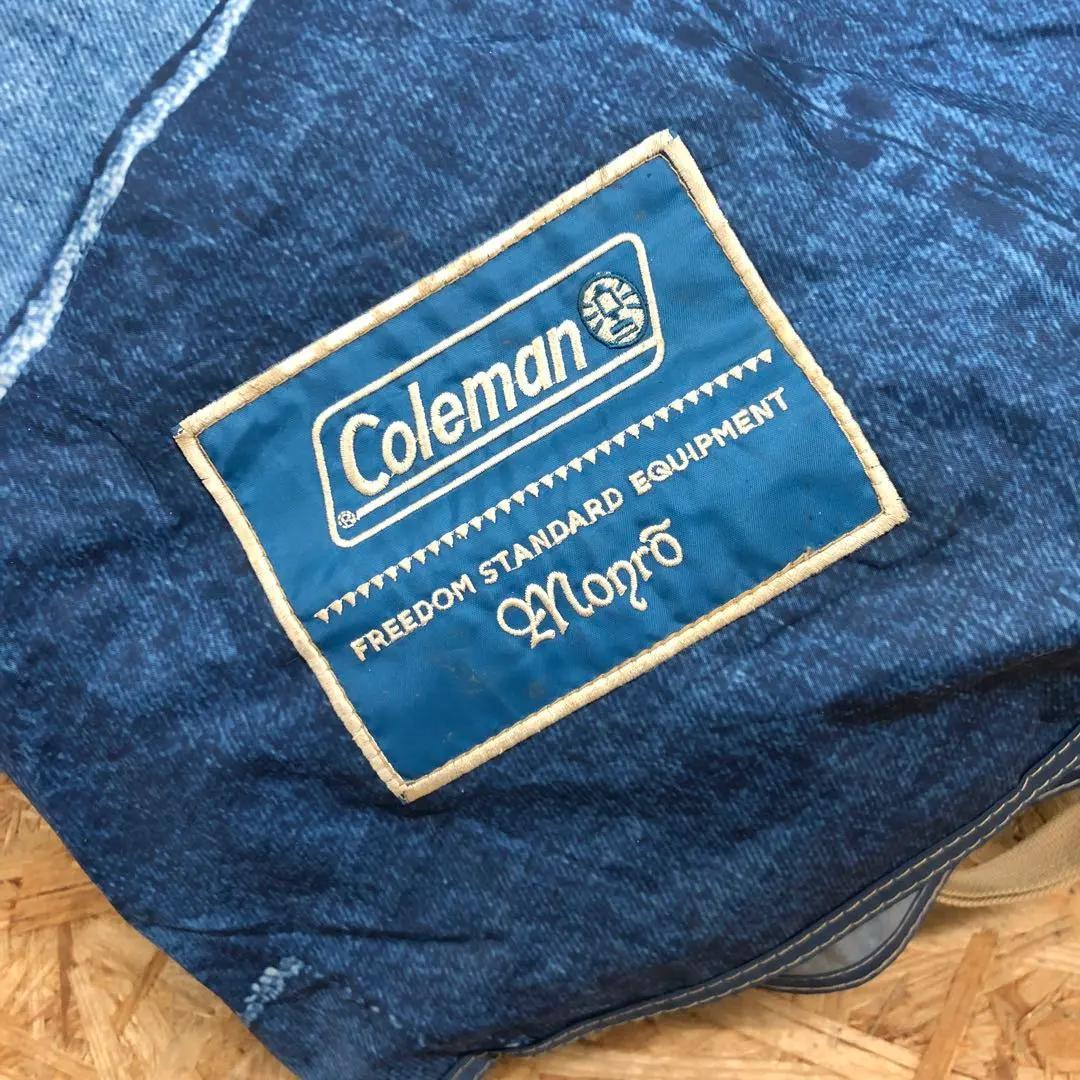 Coleman
®
FREEDOM STANDARD EQUIPMENT
Monro